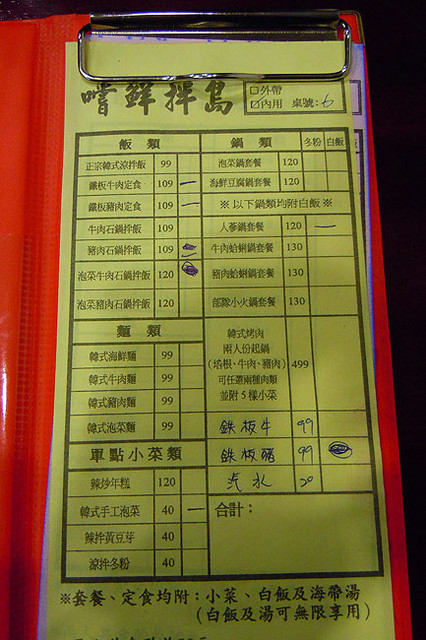 嚐鮮拌島
□外帶
☑內用 桌號：6
飯類
正宗韓式涼拌飯 99
鐵板牛肉定食 109 一
鐵板豬肉定食 109 一
牛肉石鍋拌飯 109
豬肉石鍋拌飯 109
泡菜牛肉石鍋拌飯 120
泡菜豬肉石鍋拌飯 120
麵類
韓式海鮮麵 99
韓式牛肉麵 99
韓式豬肉麵 99
韓式泡菜麵 99
單點小菜類
辣炒年糕 120
韓式手工泡菜 40 一
辣拌黃豆芽 40
涼拌冬粉 40
鍋類 冬粉 白飯
泡菜鍋套餐 120
海鮮豆腐鍋套餐 120
※以下鍋類均附白飯※
人蔘鍋套餐 120 一
牛肉蛤蜊鍋套餐 130
豬肉蛤蜊鍋套餐 130
部隊小火鍋套餐 130
韓式烤肉
兩人份起鍋
(培根、牛肉、豬肉) 499
可任選兩種肉類
並附5樣小菜
鉄板牛 99
鉄板豬 99
汽水 20
合計：
※套餐、定食均附：小菜、白飯及海帶湯
(白飯及湯可無限享用)